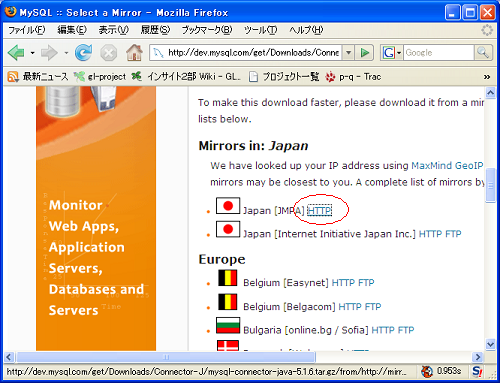 MySQL :: Select a Mirror - Mozilla Firefox
ファイル(F) 編集(E) 表示(V) 履歴(S) ブックマーク(B) ツール(T) ヘルプ(H)
http://dev.mysql.com/get/Downloads/Conne
Google
最新ニュース gl-project インサイト2部 Wiki - GL... プロジェクト一覧 p-q - Trac
To make this download faster, please download it from a mir
lists below.
Mirrors in: Japan
We have looked up your IP address using MaxMind GeoIP
mirrors may be closest to you. A complete list of mirrors by
Japan [JMPA] HTTP
Japan [Internet Initiative Japan Inc.] HTTP FTP
Europe
Belgium [Easynet] HTTP FTP
Belgium [Belgacom] HTTP FTP
Bulgaria [online.bg / Sofia] HTTP FTP
Monitor
Web Apps,
Application
Servers,
Databases and
Servers
http://dev.mysql.com/get/Downloads/Connector-J/mysql-connector-java-5.1.6.tar.gz/from/http://mirr...
0.953s